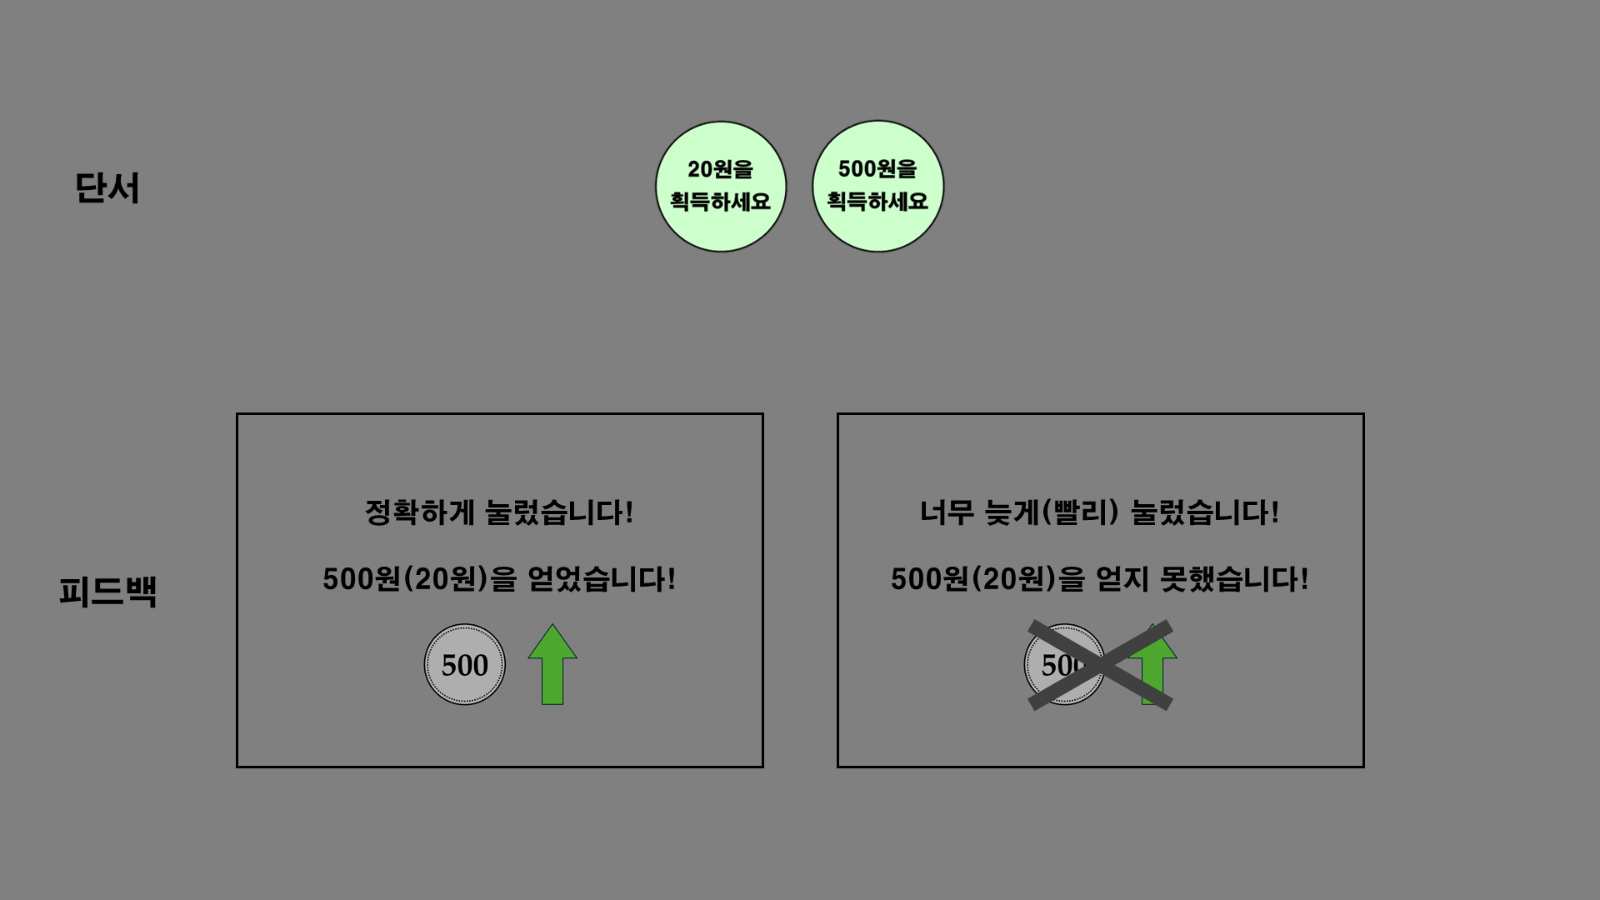 단서
20원을
획득하세요
500원을
획득하세요
피드백
정확하게 눌렀습니다!
500원(20원)을 얻었습니다!
500
너무 늦게(빨리) 눌렀습니다!
500원(20원)을 얻지 못했습니다!
500